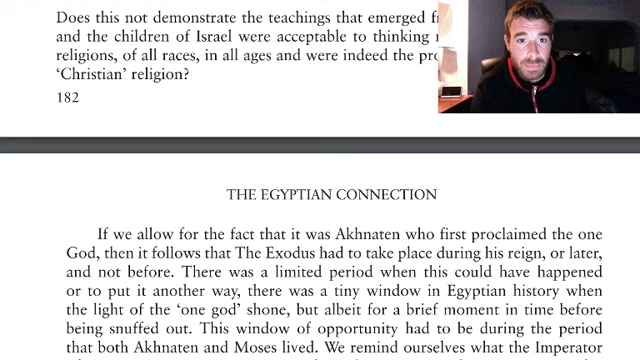 Does this not demonstrate the teachings that emerged
and the children of Israel were acceptable to thinking
religions, of all races, in all ages and were indeed the
'Christian' religion?
182
THE EGYPTIAN CONNECTION
If we allow for the fact that it was Akhnaten who first proclaimed the one
God, then it follows that The Exodus had to take place during his reign, or later,
and not before. There was a limited period when this could have happened
or to put it another way, there was a tiny window in Egyptian history when
the light of the 'one god' shone, but albeit for a brief moment in time before
being snuffed out. This window of opportunity had to be during the period
that both Akhnaten and Moses lived. We remind ourselves what the Imperator